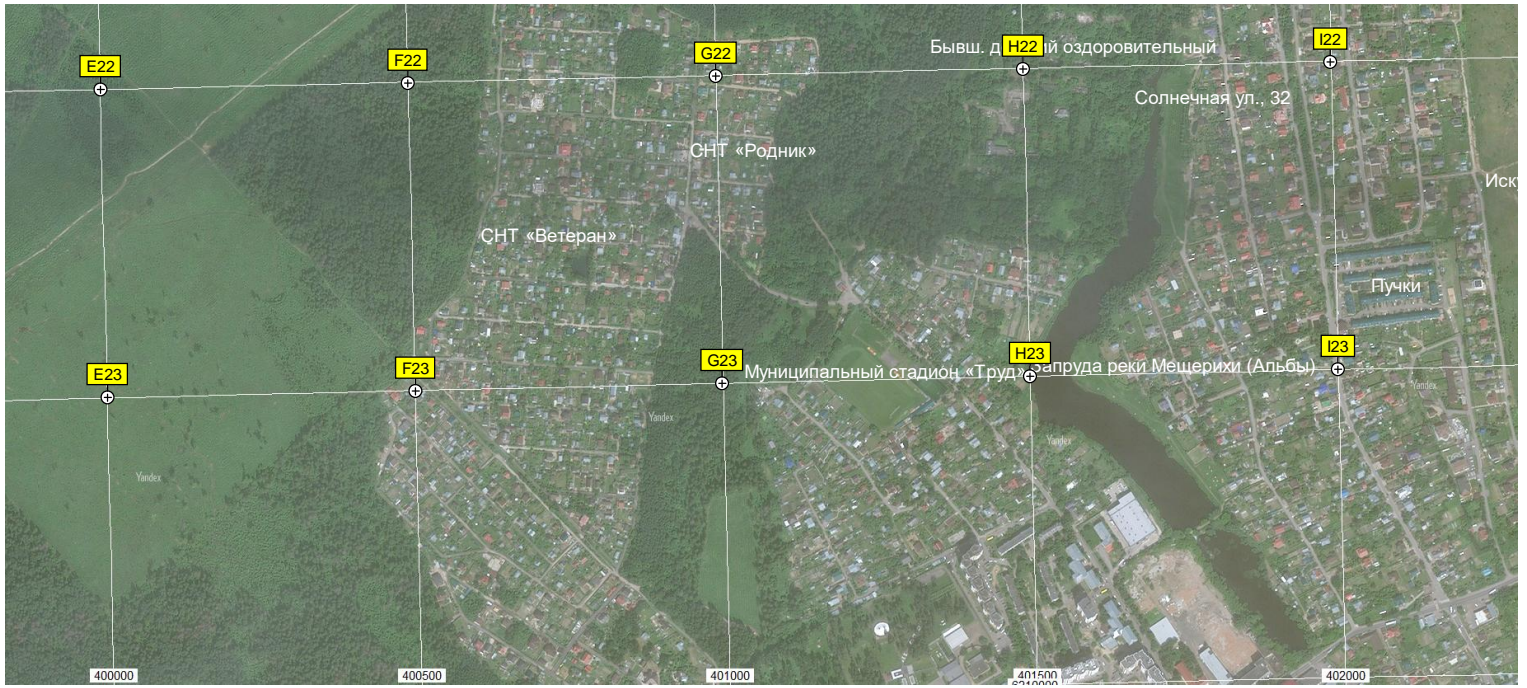 E22
F22
G22
Бывш. д
H22
ий оздоровительный
I22
Солнечная ул., 32
СНТ «Родник»
Иск
СНТ «Ветеран»
Пучки
E23
F23
G23
Муниципальный стадион «Труд»
H23
Запруда реки Мещерихи (Альбы)
I23
Yandex
Yandex
Yandex
Yandex
400000
400500
401000
401500
402000